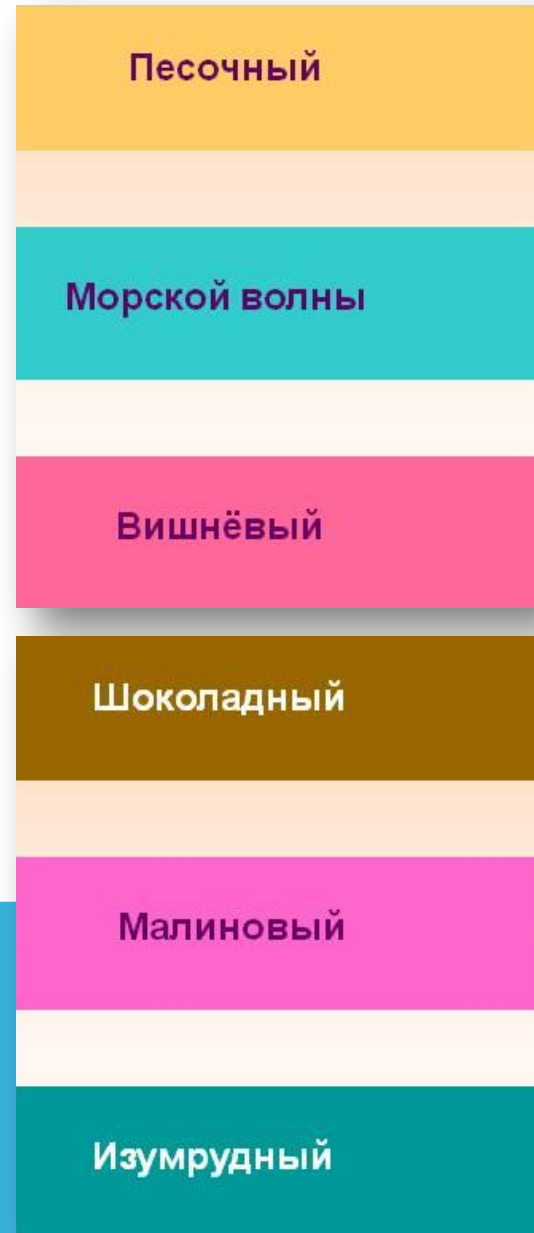 Песочный
Морской волны
Вишнёвый
Шоколадный
Малиновый
Изумрудный